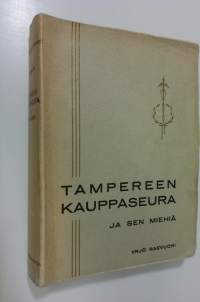 TAMPEREEN
KAUPPASEURA
JA SEN MIEHIÄ
YRJÖ RAEVUORI